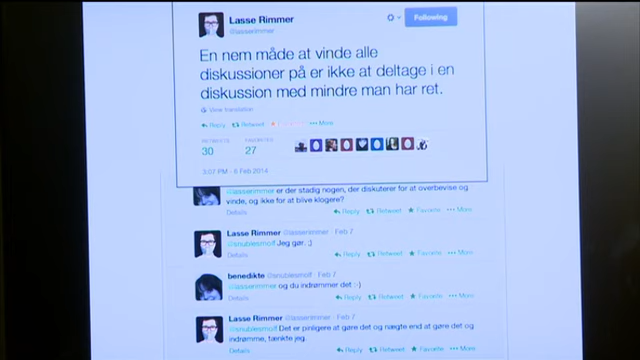 Lasse Rimmer
@lasserimmer
Following
En nem måde at vinde alle
diskussioner på er ikke at deltage i en
diskussion med mindre man har ret.
View translation
Reply Retweet More
RETWEETS FAVORITES
30 27
3:07 PM - 6 Feb 2014
@lasserimmer er der stadig nogen, der diskuterer for at overbevise og
vinde, og ikke for at blive klogere?
Details
Reply Retweet Favorite More
Lasse Rimmer @lasserimmer · Feb 7
@snublesmolf Jeg gør. ;)
Details
Reply Retweet Favorite More
benedikte @snublesmolf · Feb 7
@lasserimmer og du indrømmer det :-)
Details
Reply Retweet Favorite More
Lasse Rimmer @lasserimmer · Feb 7
@snublesmolf Det er pinligere at gøre det og nægte end at gøre det og
indrømme, tænkte jeg.
Details
Reply Retweet Favorite More